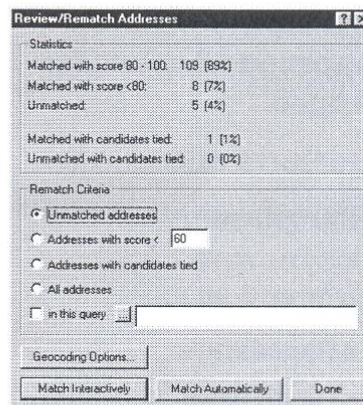 Review/Rematch Addresses ? X
Statistics
Matched with score 80 - 100: 109 (89%)
Matched with score <80: 8 (7%)
Unmatched: 5 (4%)
Matched with candidates tied: 1 (1%)
Unmatched with candidates tied: 0 (0%)
Rematch Criteria
Unmatched addresses
Addresses with score < 60
Addresses with candidates tied
All addresses
in this query ...
Geocoding Options...
Match Interactively Match Automatically Done